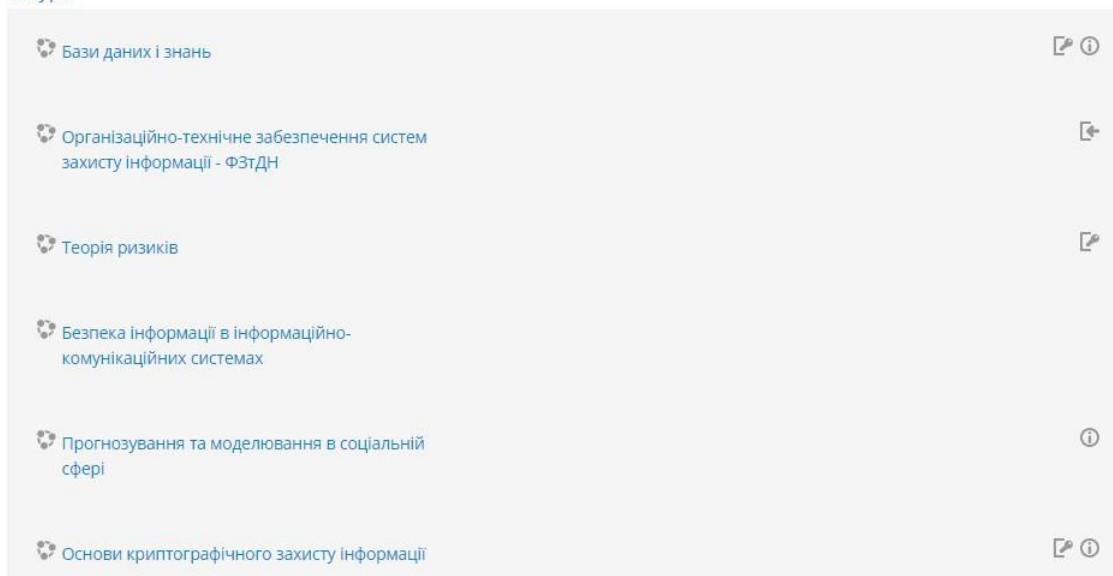 Бази даних і знань
Організаційно-технічне забезпечення систем
захисту інформації - ФЗтДН
Теорія ризиків
Безпека інформації в інформаційно-
комунікаційних системах
Прогнозування та моделювання в соціальній
сфері
Основи криптографічного захисту інформації